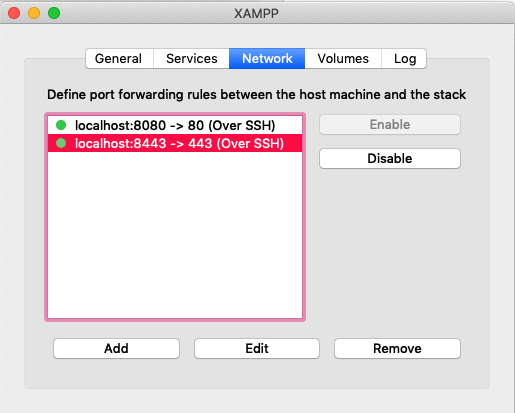 XAMPP
General Services Network Volumes Log
Define port forwarding rules between the host machine and the stack
localhost:8080 -> 80 (Over SSH)
localhost:8443 -> 443 (Over SSH)
Enable
Disable
Add Edit Remove